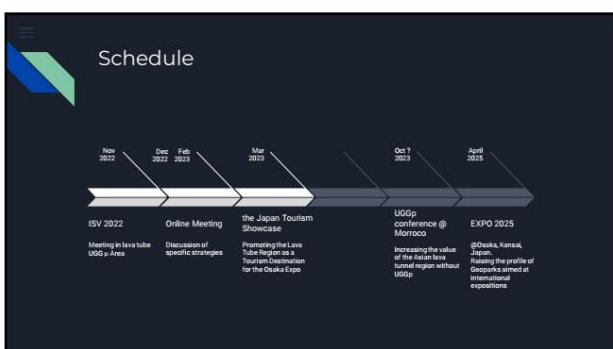 Schedule
Nov
2022
Dec
2022
Feb
2023
Mar
2023
Oct ?
2023
April
2025
ISV 2022
Meeting in lava tube
UGG p Area
Online Meeting
Discussion of
specific strategies
the Japan Tourism
Showcase
Promoting the Lava
Tube Region as a
Tourism Destination
for the Osaka Expo
UGGp
conference @
Morroco
Increasing the value
of the Asian lava
tunnel region without
UGGp
EXPO 2025
@Osaka, Kansai,
Japan.
Raising the profile of
Geoparks aimed at
international
expositions